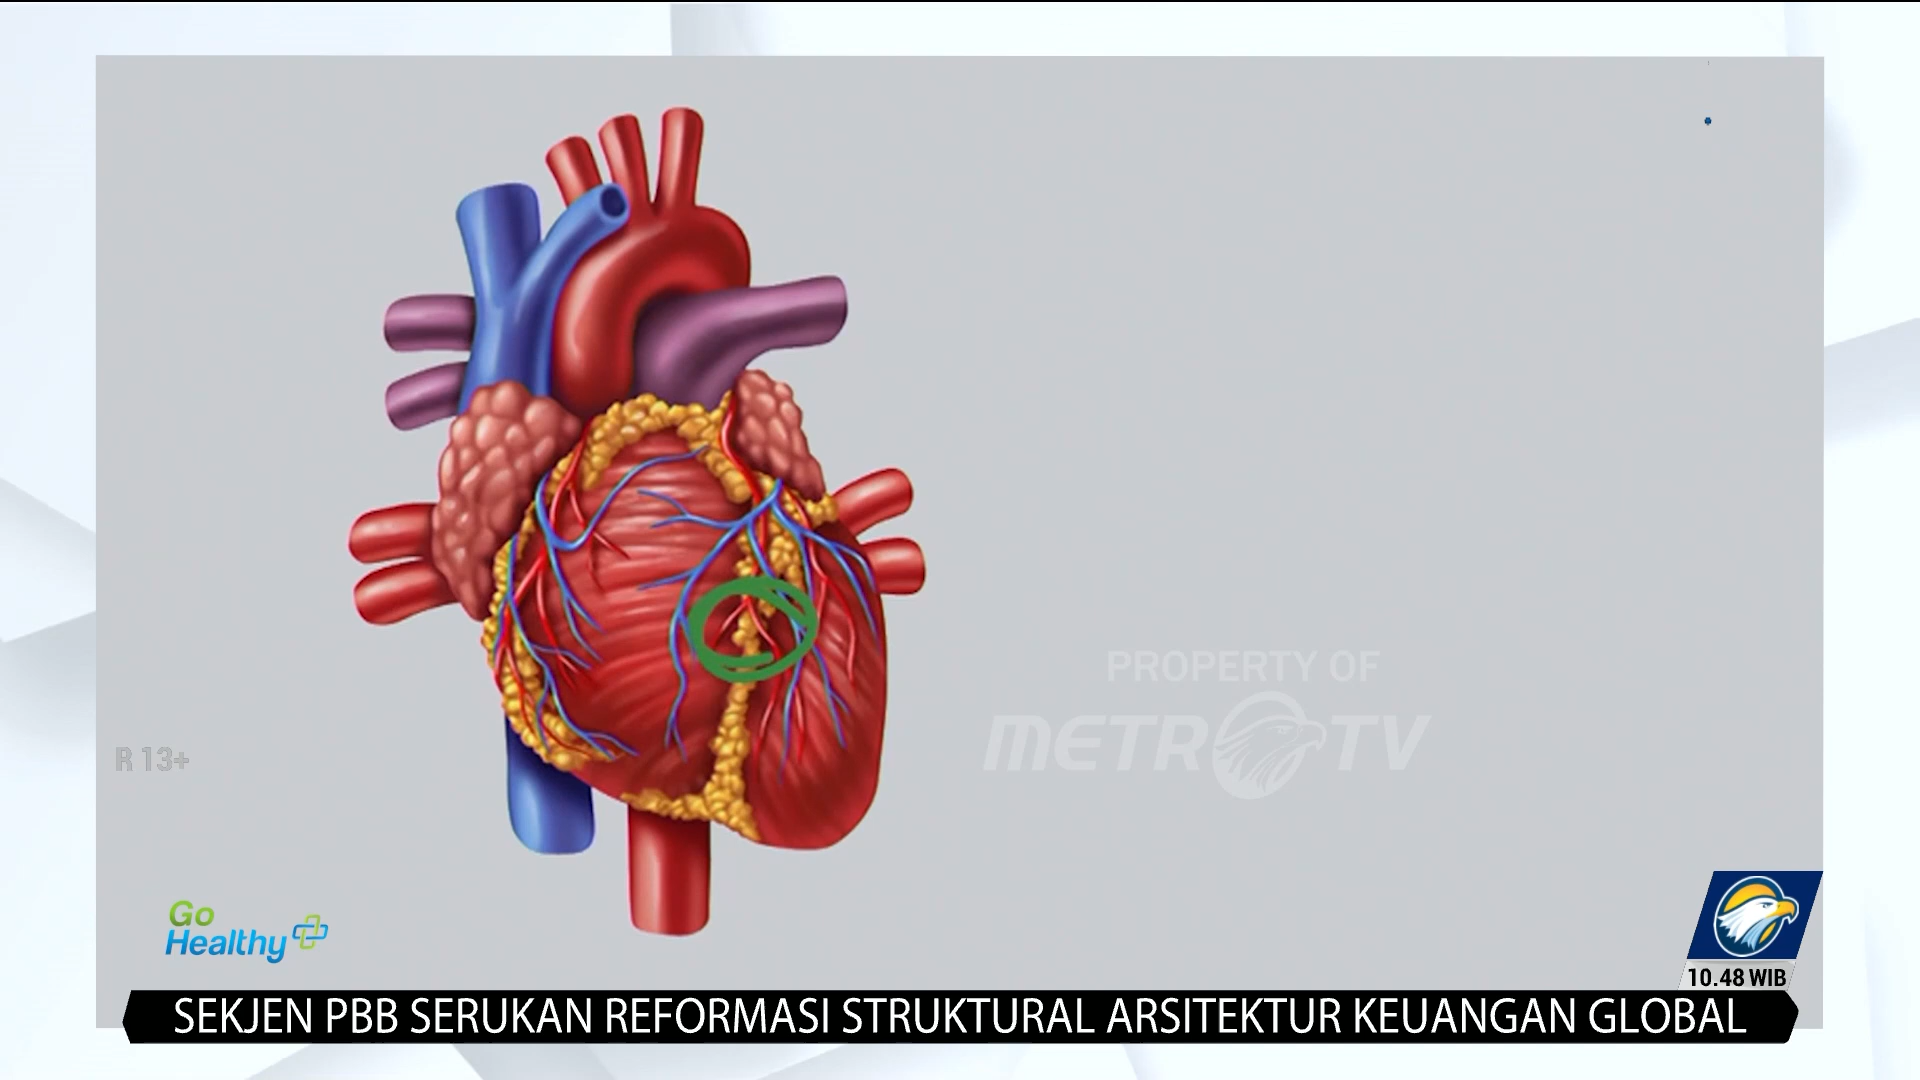 PROPERTY OF
METRO TV
R 13+
Go
Healthy
10.48 WIB
SEKJEN PBB SERUKAN REFORMASI STRUKTURAL ARSITEKTUR KEUANGAN GLOBAL